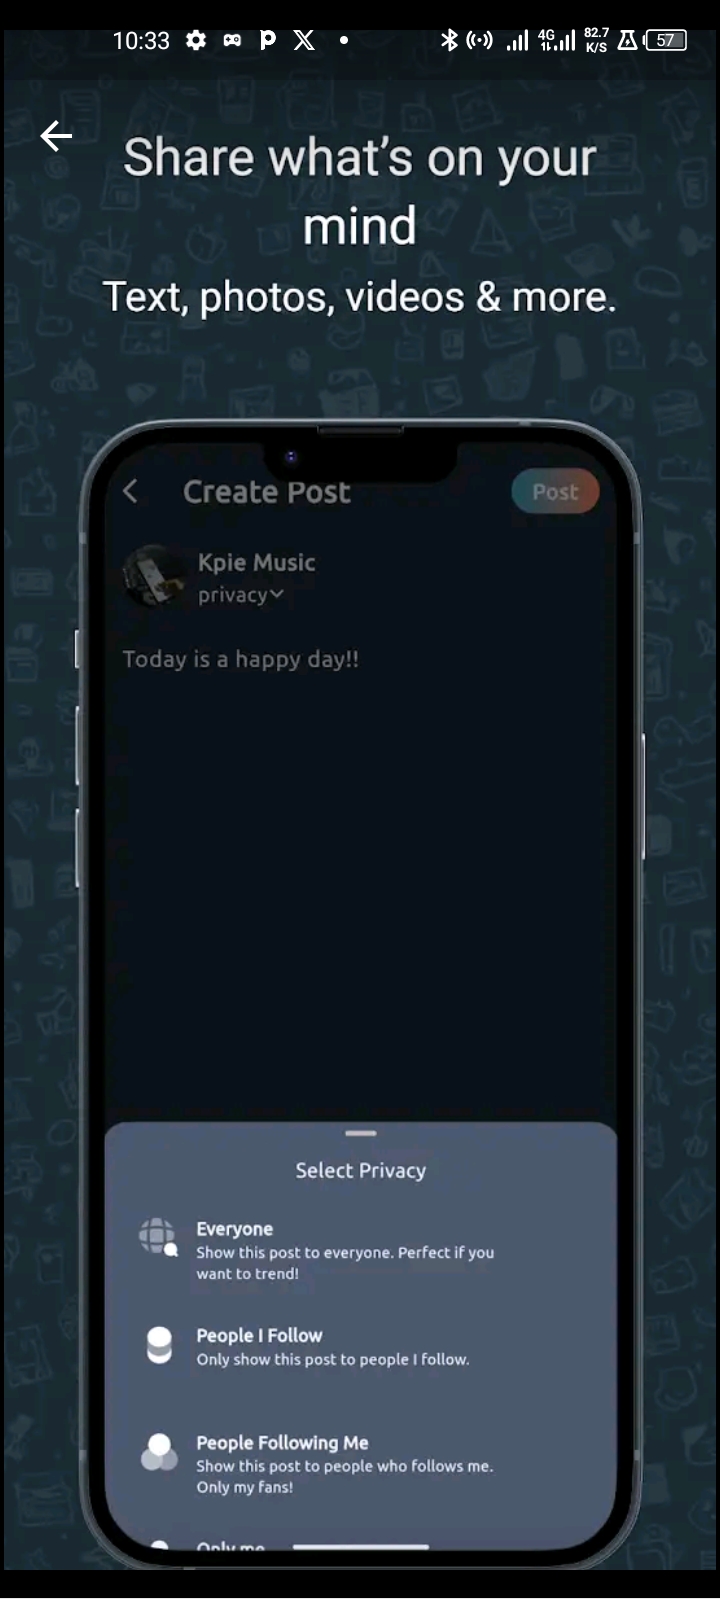 10:33
4G
82.7
K/S
57
Share what's on your
mind
Text, photos, videos & more.
Create Post
Post
Kpie Music
privacy
Today is a happy day!!
Select Privacy
Everyone
Show this post to everyone. Perfect if you
want to trend!
People I Follow
Only show this post to people I follow.
People Following Me
Show this post to people who follows me.
Only my fans!
Only me